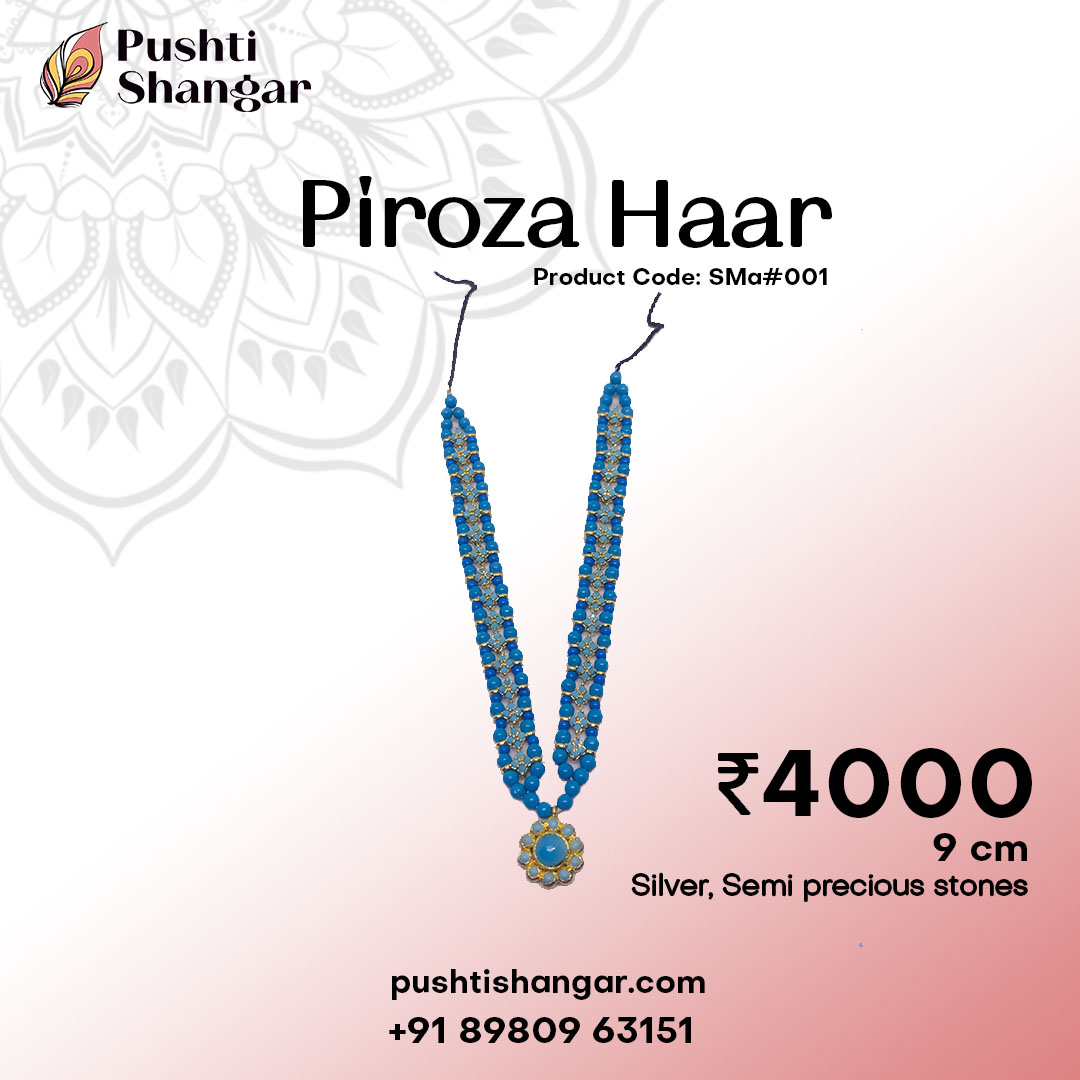 Pushti
Shangar
Piroza Haar
Product Code: SMa#001
₹4000
9 cm
Silver, Semi precious stones
pushtishangar.com
+91 89809 63151